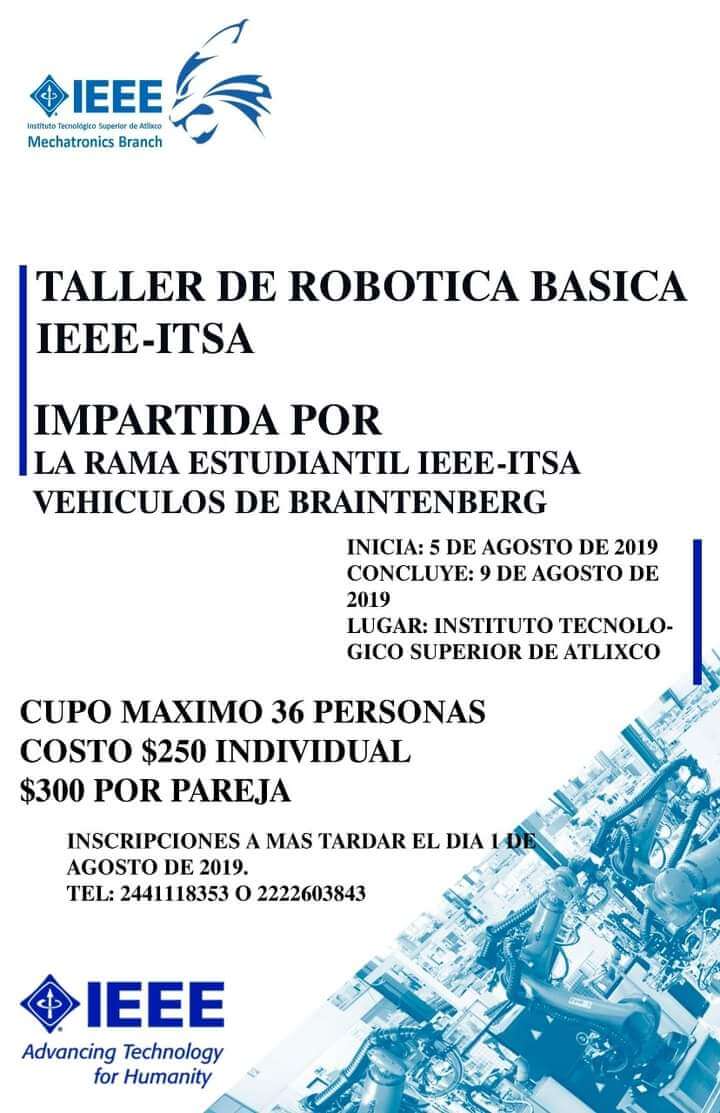 IEEE
Instituto Tecnológico Superior de Atlixco
Mechatronics Branch
TALLER DE ROBOTICA BASICA
IEEE-ITSA
IMPARTIDA POR
LA RAMA ESTUDIANTIL IEEE-ITSA
VEHICULOS DE BRAINTENBERG
INICIA: 5 DE AGOSTO DE 2019
CONCLUYE: 9 DE AGOSTO DE
2019
LUGAR: INSTITUTO TECNOLO-
GICO SUPERIOR DE ATLIXCO
CUPO MAXIMO 36 PERSONAS
COSTO $250 INDIVIDUAL
$300 POR PAREJA
INSCRIPCIONES A MAS TARDAR EL DIA 1 DE
AGOSTO DE 2019.
TEL: 2441118353 O 2222603843
IEEE
Advancing Technology
for Humanity